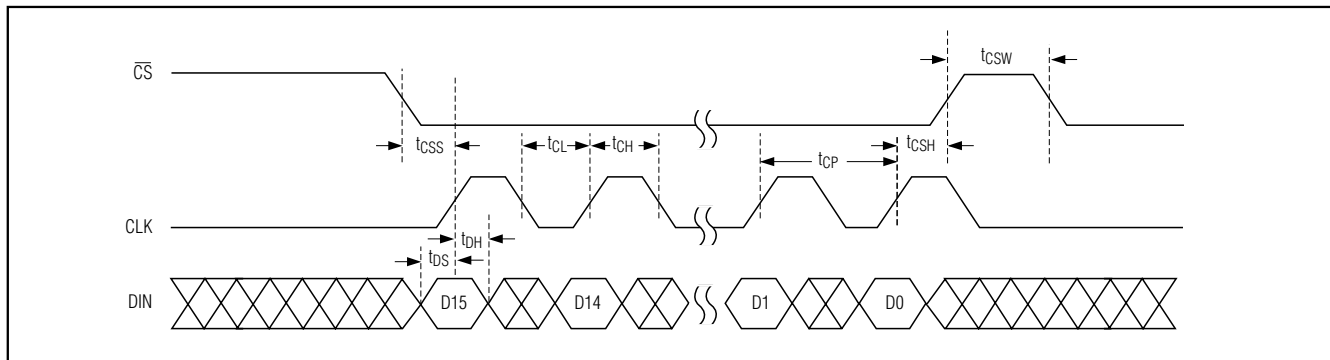 tCSW
CS
tCSS
tCL
tCH
tCP
tCSH
CLK
tDH
tDS
DIN
D15
D14
D1
D0